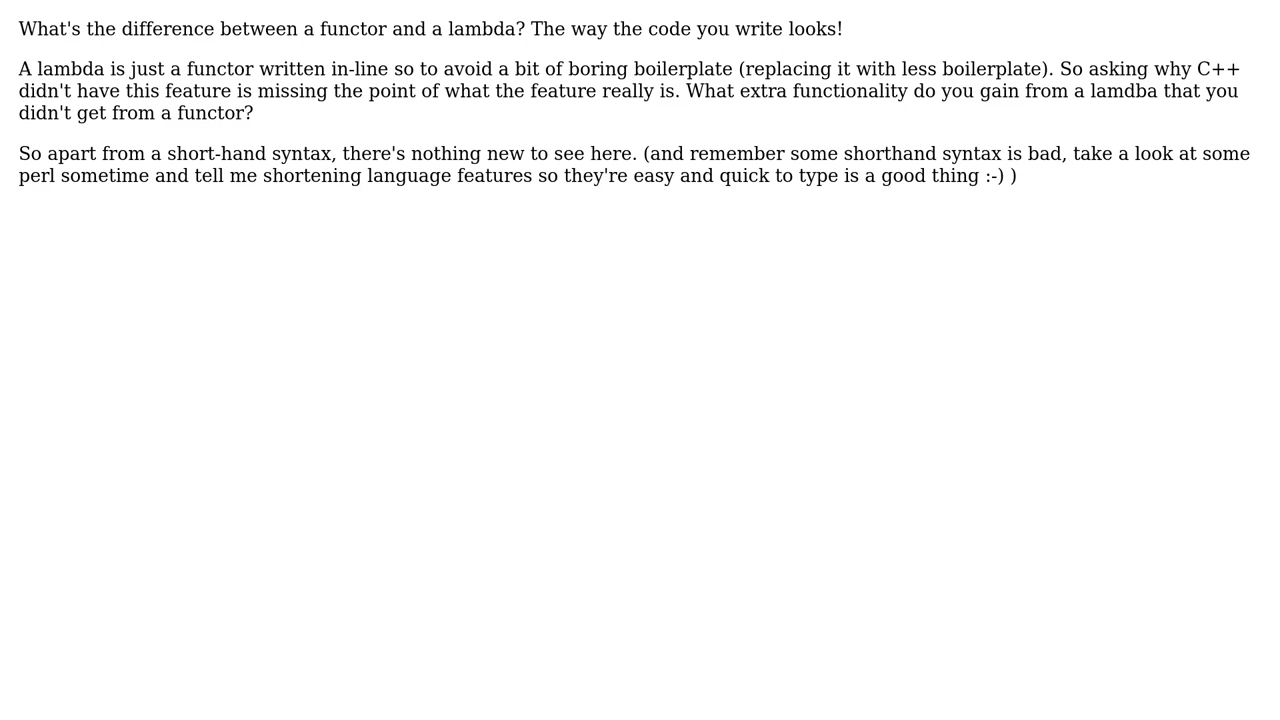 What's the difference between a functor and a lambda? The way the code you write looks!
A lambda is just a functor written in-line so to avoid a bit of boring boilerplate (replacing it with less boilerplate). So asking why C++
didn't have this feature is missing the point of what the feature really is. What extra functionality do you gain from a lamdba that you
didn't get from a functor?
So apart from a short-hand syntax, there's nothing new to see here. (and remember some shorthand syntax is bad, take a look at some
perl sometime and tell me shortening language features so they're easy and quick to type is a good thing :-) )